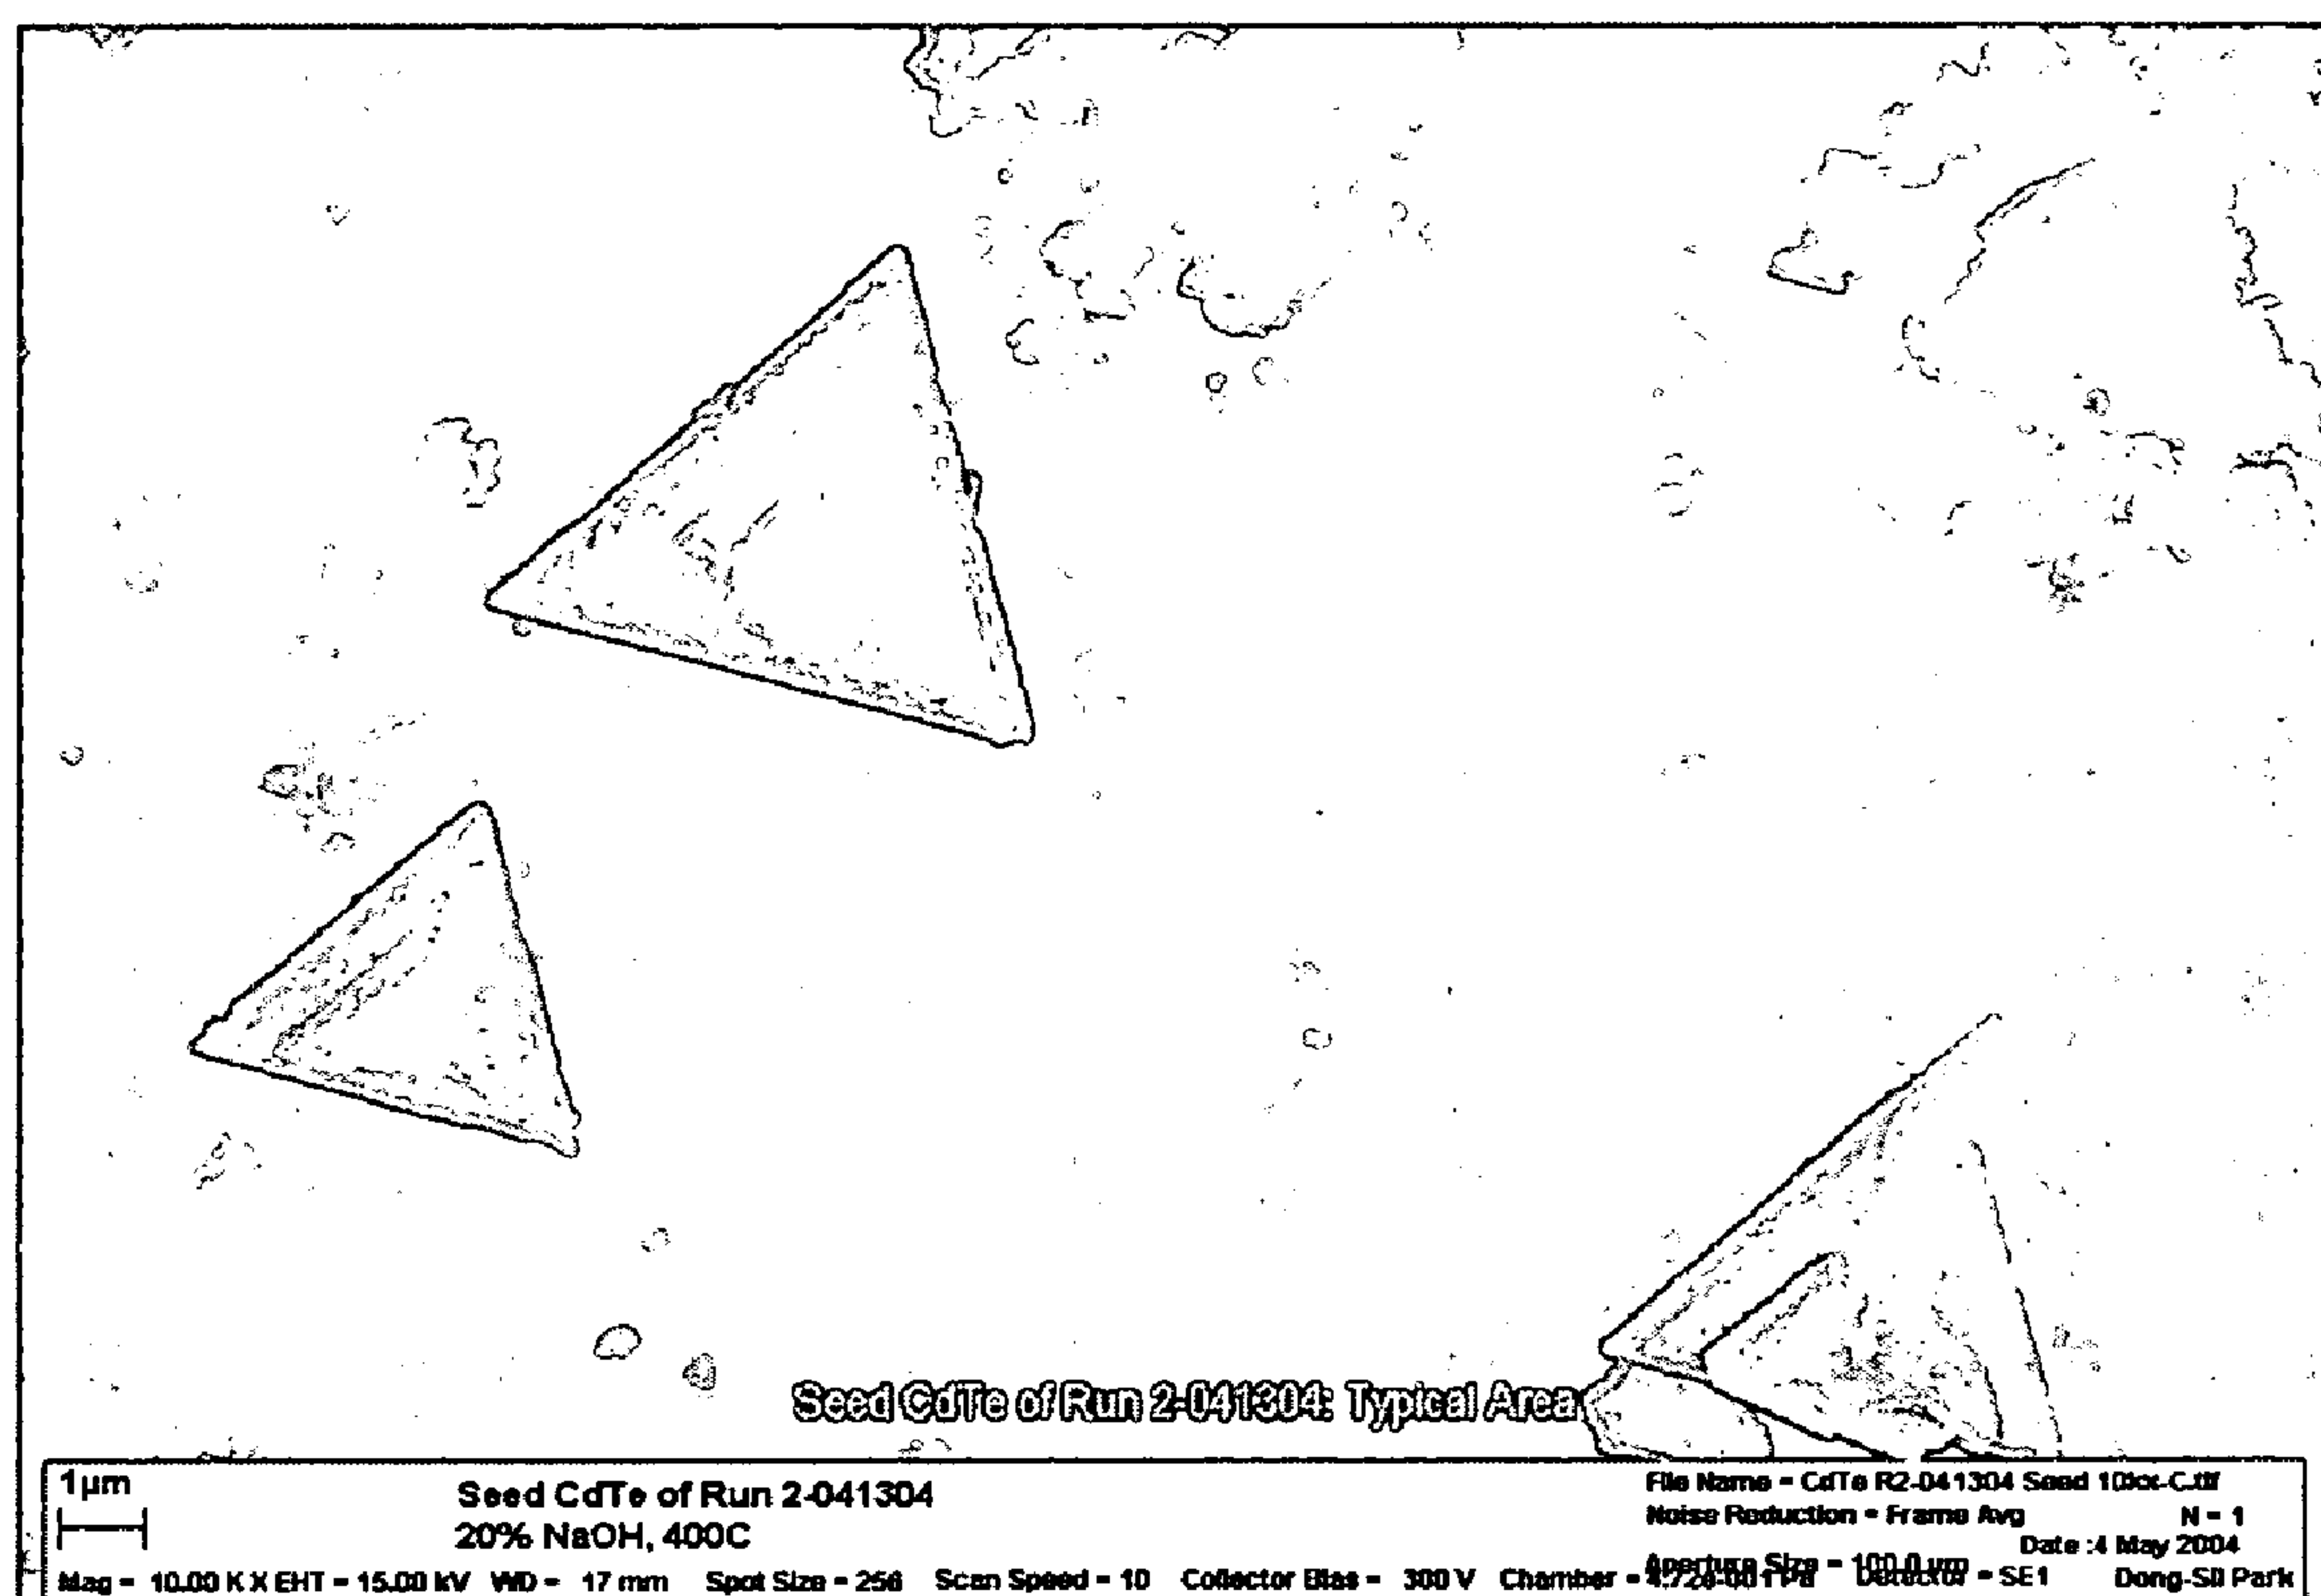 Seed CdTe of Run 2-041304: Typical Area
1µm
Seed CdTe of Run 2-041304
20% NaOH, 400C
File Name = CdTe R2-041304 Seed
Noise Reduction = Frame Avg N = 1
Date :4 May 2004
Aperture Size = 100.0 µm
Mag = 10.00 K X EHT = 15.00 kV WD = 17 mm Spot Size = 256 Scan Speed = 10 Collector Bias = 300 V Chamber = Detector = SE1 Dong-Sil Park